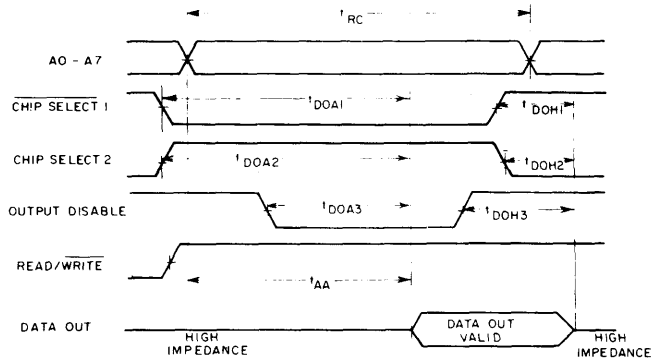 tRC
A0 - A7
CHIP SELECT 1
tDOA1
tDOH1
CHIP SELECT 2
tDOA2
tDOH2
OUTPUT DISABLE
tDOA3
tDOH3
READ/WRITE
tAA
DATA OUT
HIGH
IMPEDANCE
DATA OUT
VALID
HIGH
IMPEDANCE